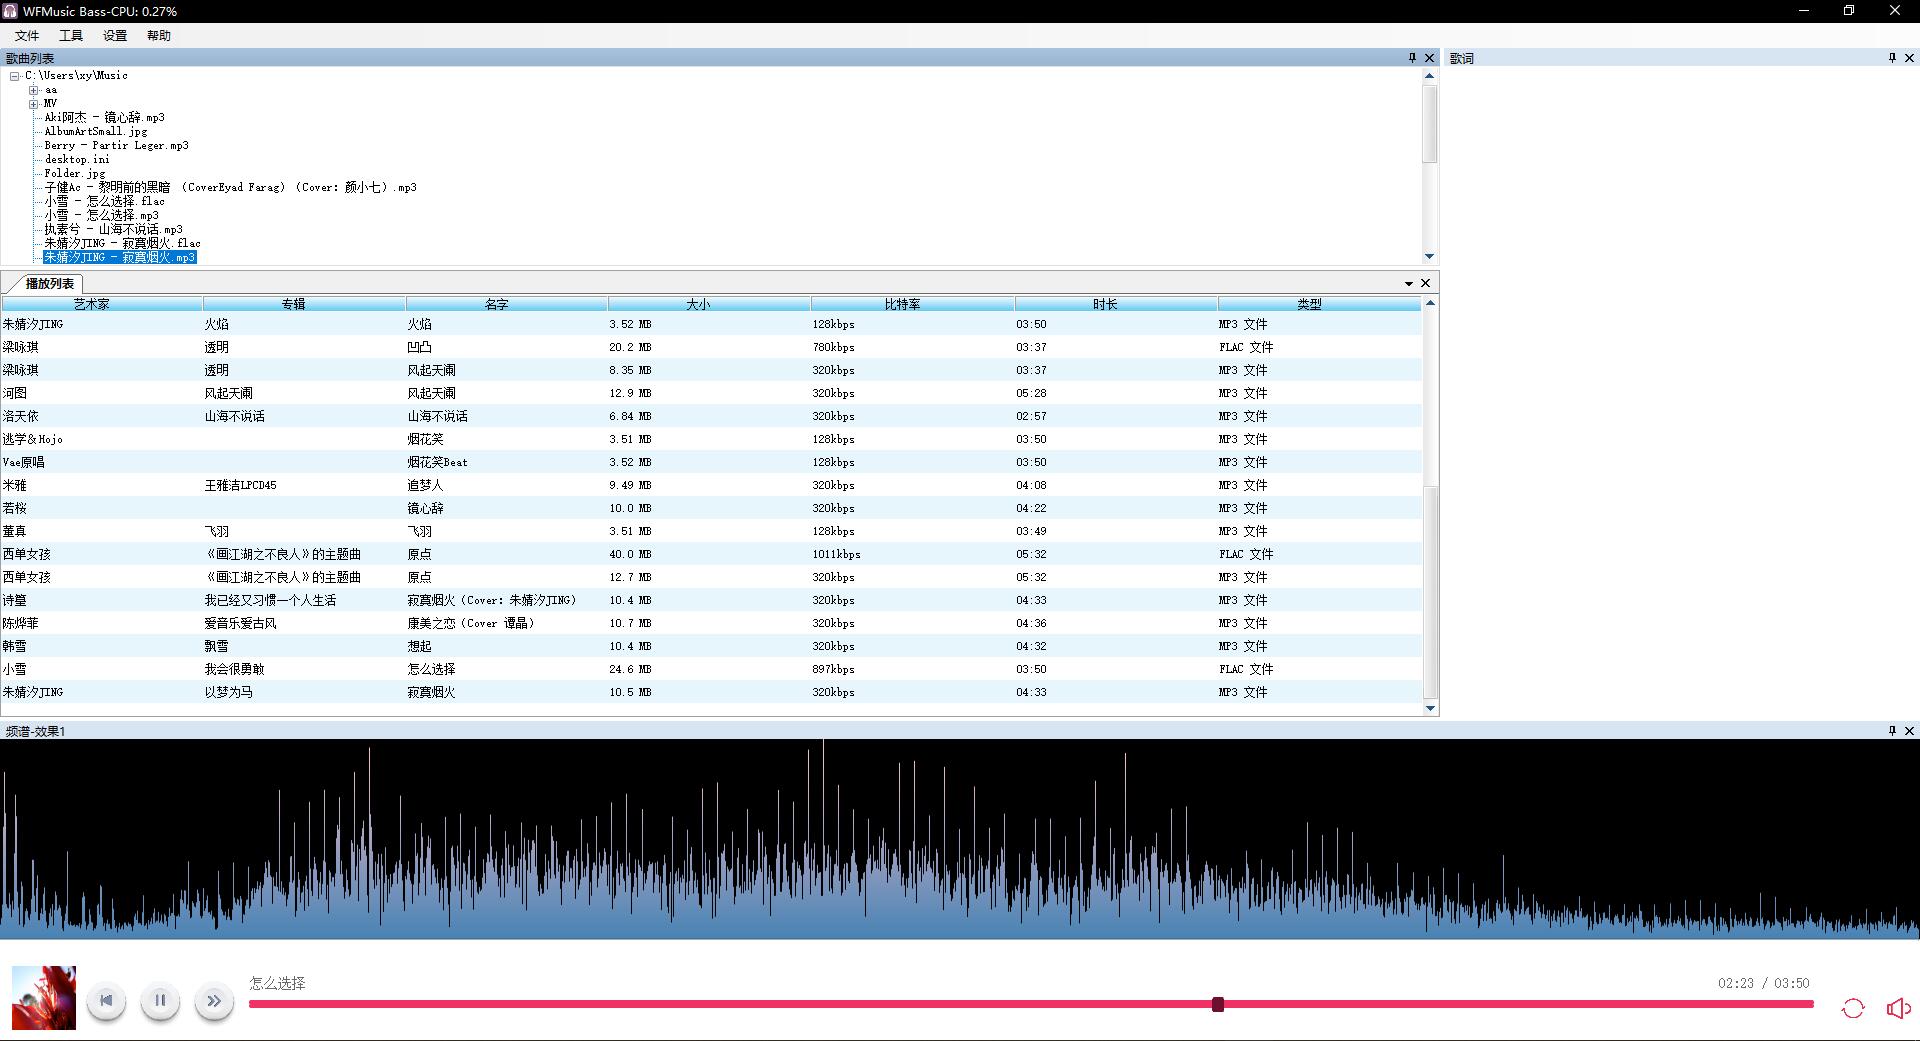 WFMusic Bass-CPU: 0.27%
文件 工具 设置 帮助
歌曲列表
C:\Users\xy\Music
aa
MV
Aki阿杰 - 镜心辞.mp3
AlbumArtSmall.jpg
Berry - Partir Leger.mp3
desktop.ini
Folder.jpg
子健Ac - 黎明前的黑暗 （CoverEyad Farag）（Cover：颜小七）.mp3
小雪 - 怎么选择.flac
小雪 - 怎么选择.mp3
执素兮 - 山海不说话.mp3
朱婧汐JING - 寂寞烟火.flac
朱婧汐JING - 寂寞烟火.mp3
歌词
播放列表
艺术家 专辑 名字 大小 比特率 时长 类型
朱婧汐JING 火焰 火焰 3.52 MB 128kbps 03:50 MP3 文件
梁咏琪 透明 凹凸 20.2 MB 780kbps 03:37 FLAC 文件
梁咏琪 透明 风起天阑 8.35 MB 320kbps 03:37 MP3 文件
河图 风起天阑 风起天阑 12.9 MB 320kbps 05:28 MP3 文件
洛天依 山海不说话 山海不说话 6.84 MB 320kbps 02:57 MP3 文件
逃学＆Hojo 烟花笑 3.51 MB 128kbps 03:50 MP3 文件
Vae原唱 烟花笑Beat 3.52 MB 128kbps 03:50 MP3 文件
米雅 王雅洁LPCD45 追梦人 9.49 MB 320kbps 04:08 MP3 文件
若桜 镜心辞 10.0 MB 320kbps 04:22 MP3 文件
董真 飞羽 飞羽 3.51 MB 128kbps 03:49 MP3 文件
西单女孩 《画江湖之不良人》的主题曲 原点 40.0 MB 1011kbps 05:32 FLAC 文件
西单女孩 《画江湖之不良人》的主题曲 原点 12.7 MB 320kbps 05:32 MP3 文件
诗篁 我已经又习惯一个人生活 寂寞烟火（Cover：朱婧汐JING） 10.4 MB 320kbps 04:33 MP3 文件
陈烨菲 爱音乐爱古风 康美之恋（Cover 谭晶） 10.7 MB 320kbps 04:36 MP3 文件
韩雪 飘雪 想起 10.4 MB 320kbps 04:32 MP3 文件
小雪 我会很勇敢 怎么选择 24.6 MB 897kbps 03:50 FLAC 文件
朱婧汐JING 以梦为马 寂寞烟火 10.5 MB 320kbps 04:33 MP3 文件
频谱-效果1
怎么选择
02:23 / 03:50